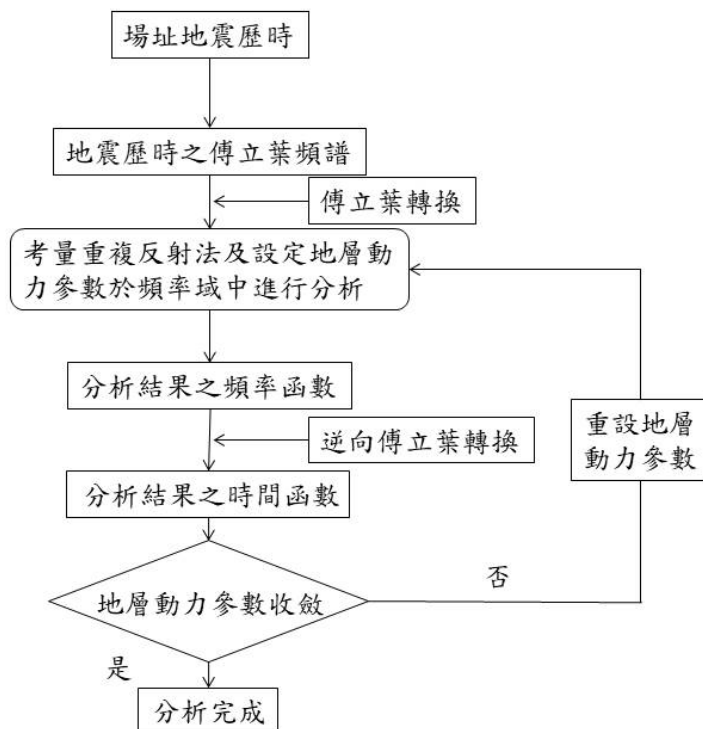 場址地震歷時
地震歷時之傅立葉頻譜
傅立葉轉換
考量重複反射法及設定地層動
力參數於頻率域中進行分析
分析結果之頻率函數
逆向傅立葉轉換
重設地層
動力參數
分析結果之時間函數
地層動力參數收斂
否
是
分析完成